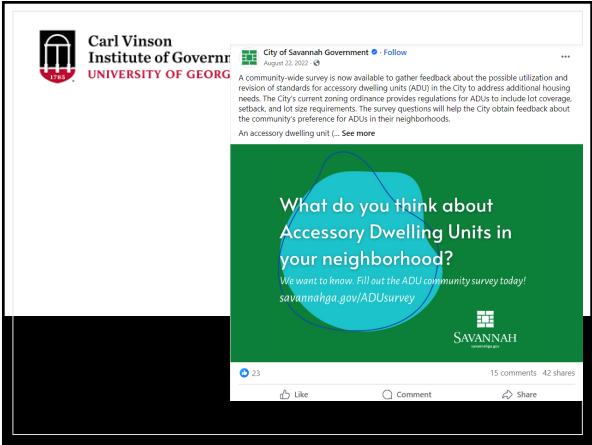 Carl Vinson
Institute of Governm
UNIVERSITY OF GEORG
1785
City of Savannah Government · Follow
August 22, 2022 ·
A community-wide survey is now available to gather feedback about the possible utilization and
revision of standards for accessory dwelling units (ADU) in the City to address additional housing
needs. The City's current zoning ordinance provides regulations for ADUs to include lot coverage,
setback, and lot size requirements. The survey questions will help the City obtain feedback about
the community's preference for ADUs in their neighborhoods.
An accessory dwelling unit (... See more
What do you think about
Accessory Dwelling Units in
your neighborhood?
We want to know. Fill out the ADU community survey today!
savannahga.gov/ADUsurvey
SAVANNAH
savannahga.gov
23
15 comments 42 shares
Like Comment Share